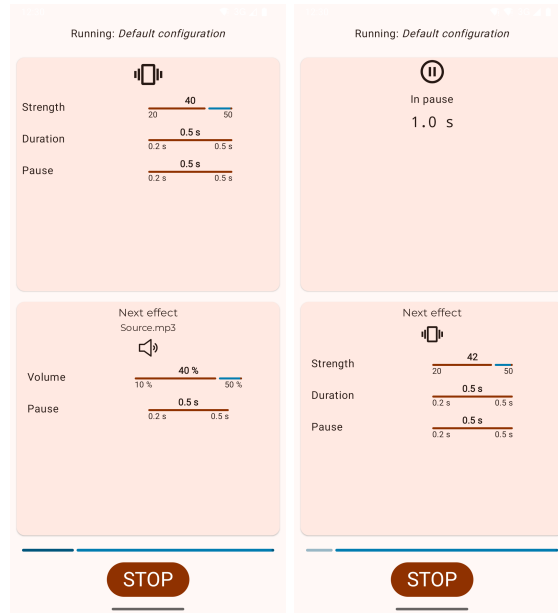 Running: Default configuration
Strength
40
20 50
Duration
0.5 s
0.2 s 0.5 s
Pause
0.5 s
0.2 s 0.5 s
Next effect
Source.mp3
Volume
40 %
10 % 50 %
Pause
0.5 s
0.2 s 0.5 s
STOP
Running: Default configuration
In pause
1.0 s
Next effect
Strength
42
20 50
Duration
0.5 s
0.2 s 0.5 s
Pause
0.5 s
0.2 s 0.5 s
STOP